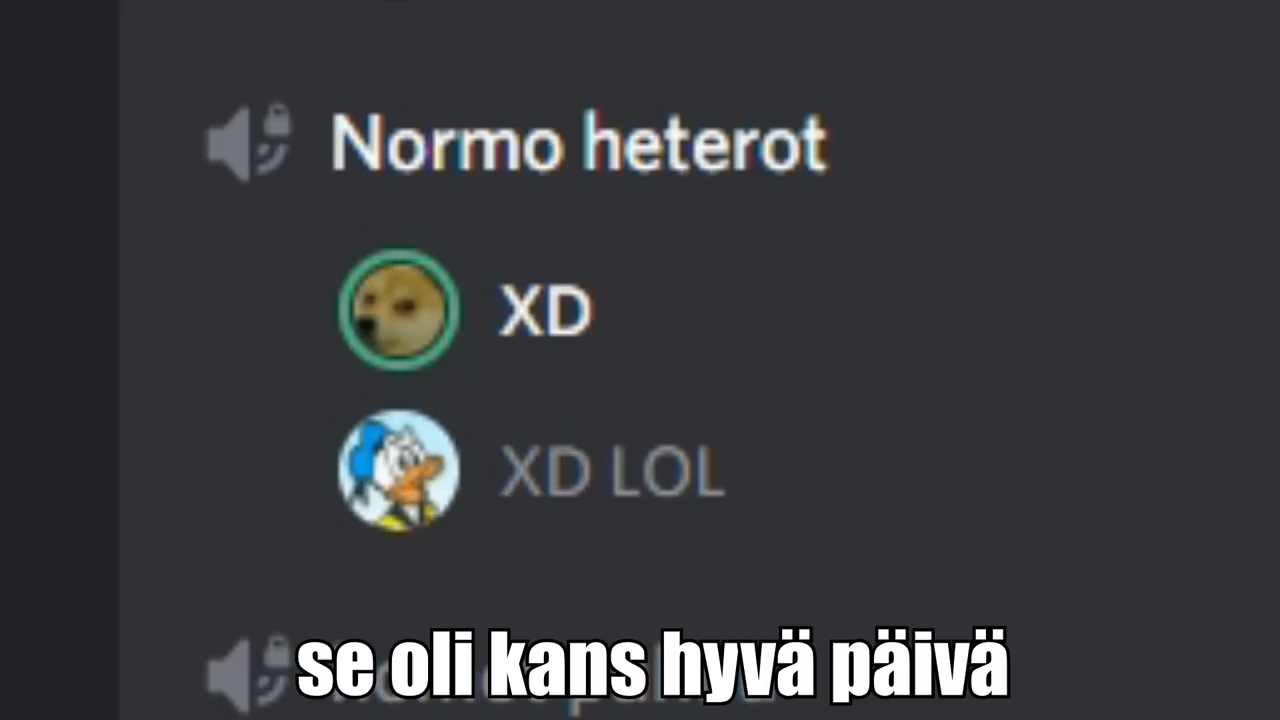 Normo heterot
XD
XD LOL
se oli kans hyvä päivä